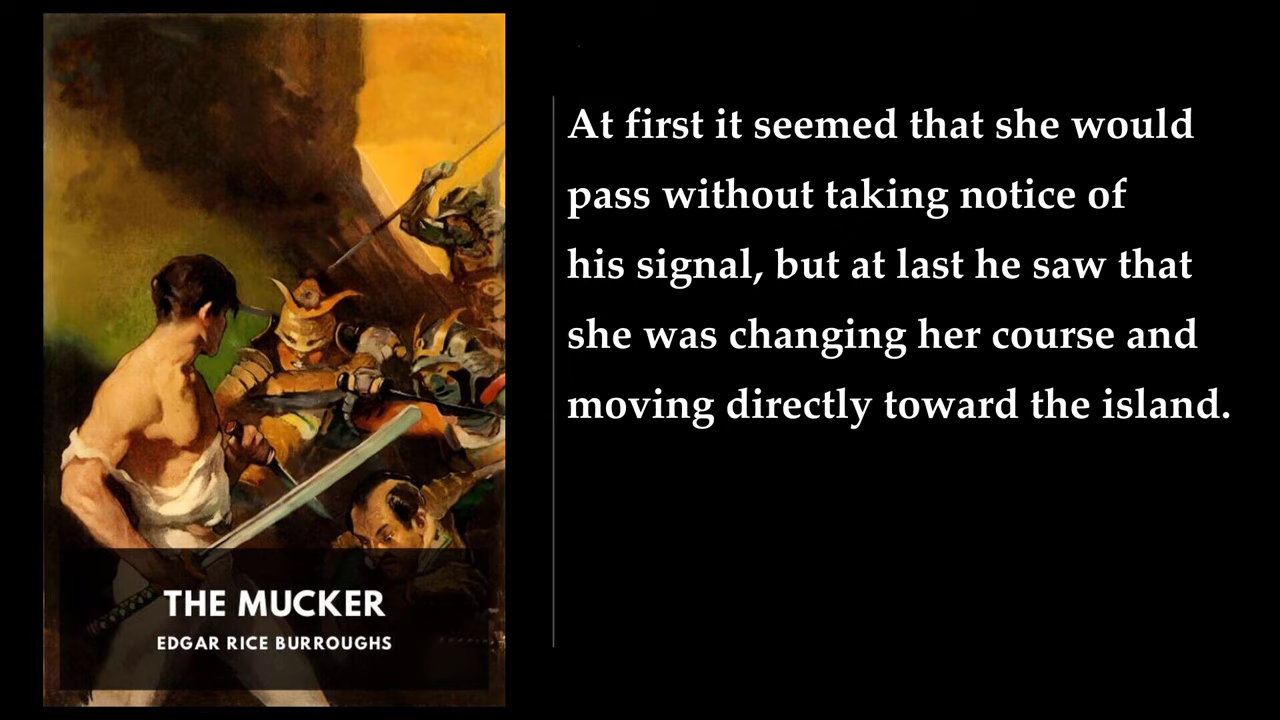 At first it seemed that she would
pass without taking notice of
his signal, but at last he saw that
she was changing her course and
moving directly toward the island.
THE MUCKER
EDGAR RICE BURROUGHS